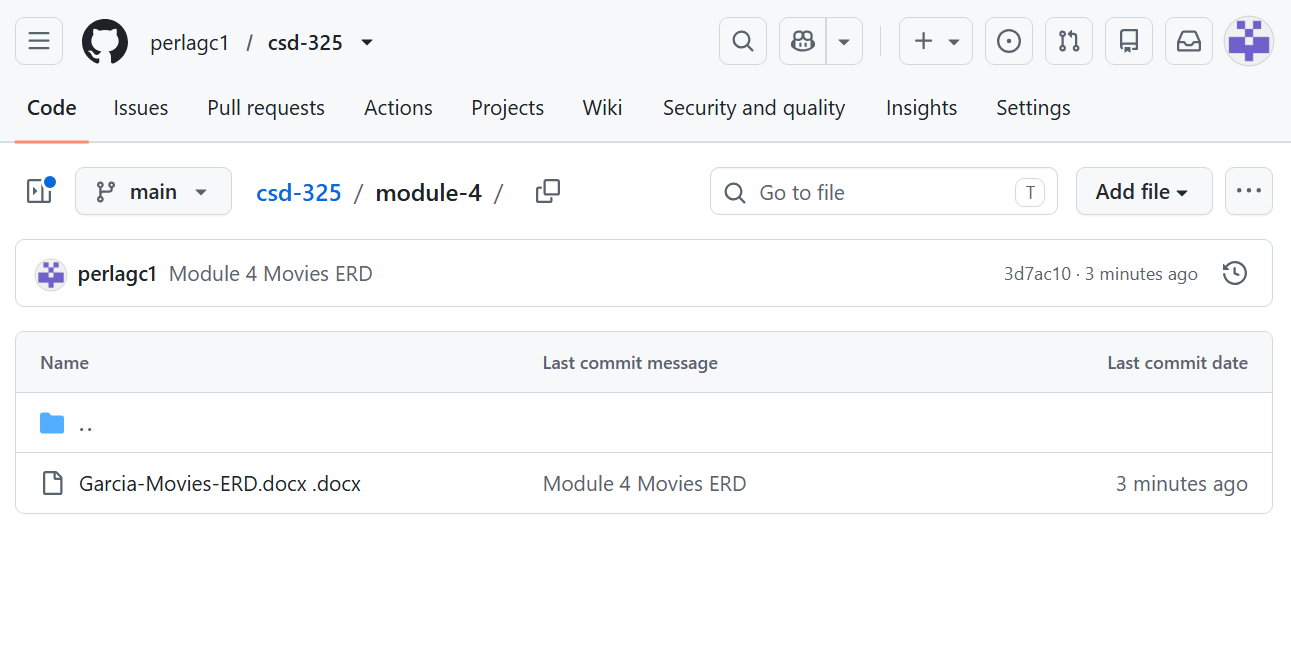 perlagc1 / csd-325
Code Issues Pull requests Actions Projects Wiki Security and quality Insights Settings
main csd-325 / module-4 / Go to file T Add file
perlagc1 Module 4 Movies ERD 3d7ac10 · 3 minutes ago
Name Last commit message Last commit date
..
Garcia-Movies-ERD.docx .docx Module 4 Movies ERD 3 minutes ago